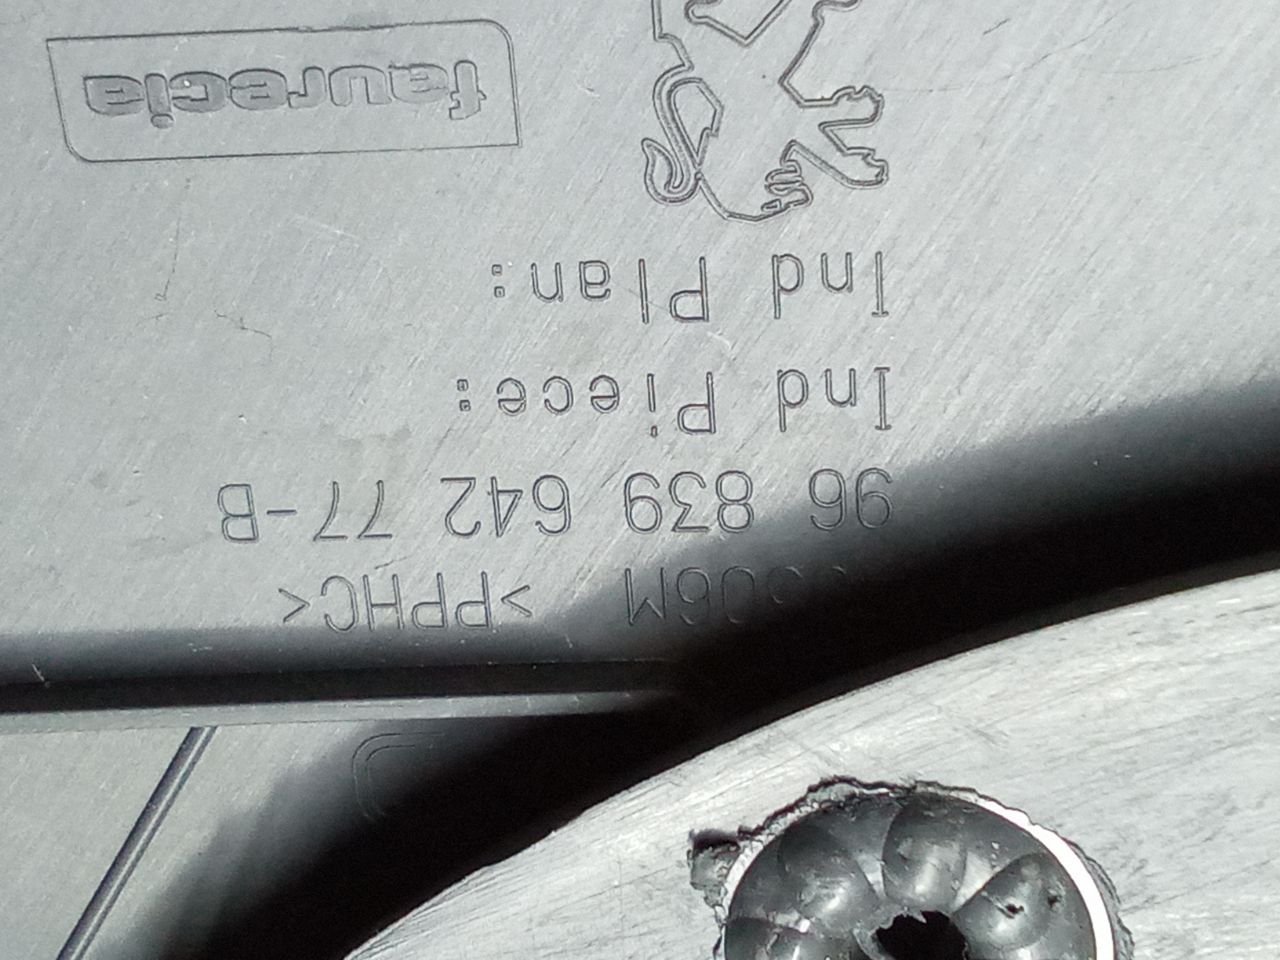 >PPHC<
96 839 642 77-B
Ind Piece:
Ind Plan:
faurecia